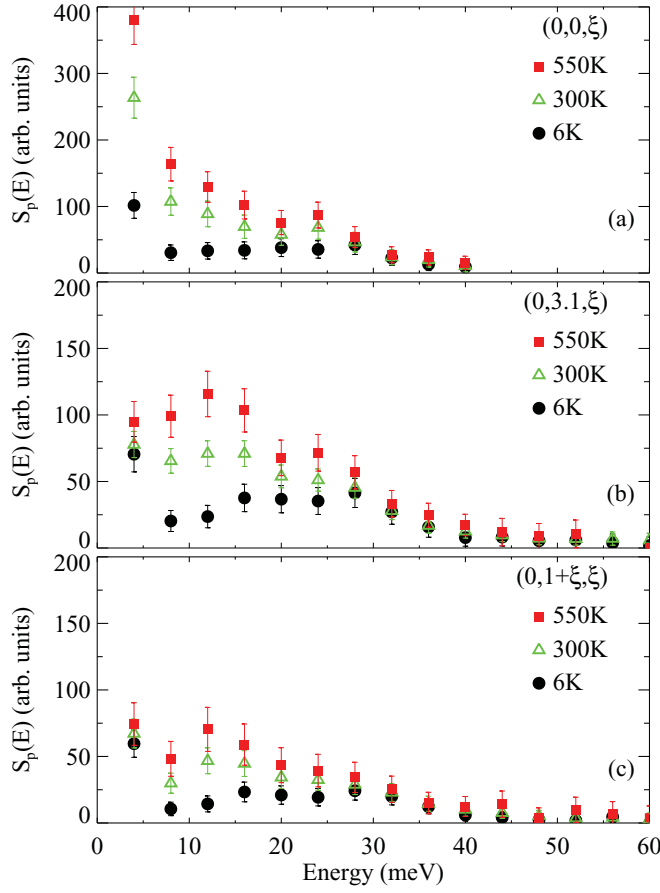 400
300
200
100
0
S_p(E) (arb. units)
(0,0,ξ)
550K
300K
6K
(a)
200
150
100
50
0
S_p(E) (arb. units)
(0,3.1,ξ)
550K
300K
6K
(b)
200
150
100
50
0
S_p(E) (arb. units)
(0,1+ξ,ξ)
550K
300K
6K
(c)
0 10 20 30 40 50 60
Energy (meV)